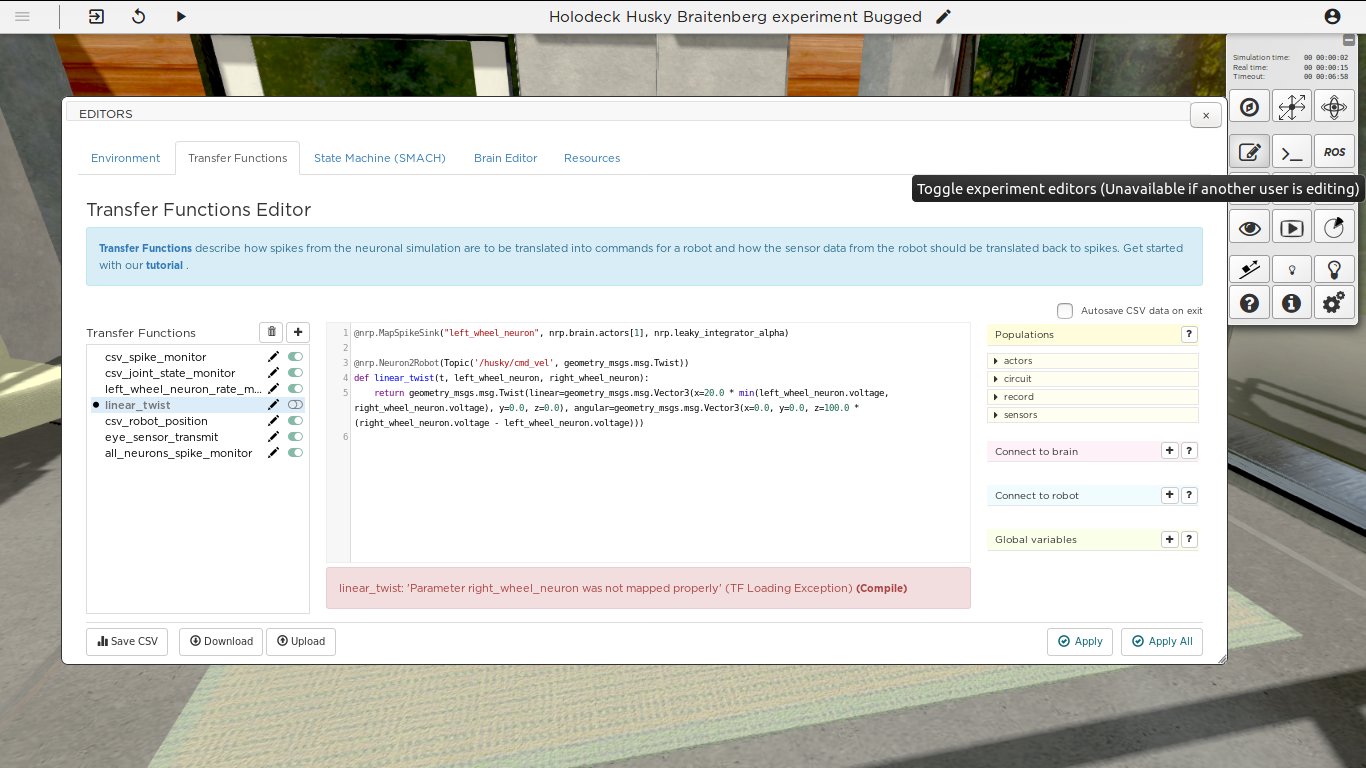 Holodeck Husky Braitenberg experiment Bugged
Simulation time: 00 00:00:02
Real time: 00 00:00:15
Timeout: 00 00:06:58
EDITORS
×
Environment
Transfer Functions
State Machine (SMACH)
Brain Editor
Resources
ROS
Toggle experiment editors (Unavailable if another user is editing)
Transfer Functions Editor
Transfer Functions describe how spikes from the neuronal simulation are to be translated into commands for a robot and how the sensor data from the robot should be translated back to spikes. Get started
with our tutorial .
Autosave CSV data on exit
Transfer Functions
csv_spike_monitor
csv_joint_state_monitor
left_wheel_neuron_rate_m...
linear_twist
csv_robot_position
eye_sensor_transmit
all_neurons_spike_monitor
1 @nrp.MapSpikeSink("left_wheel_neuron", nrp.brain.actors[1], nrp.leaky_integrator_alpha)
2
3 @nrp.Neuron2Robot(Topic('/husky/cmd_vel', geometry_msgs.msg.Twist))
4 def linear_twist(t, left_wheel_neuron, right_wheel_neuron):
5 return geometry_msgs.msg.Twist(linear=geometry_msgs.msg.Vector3(x=20.0 * min(left_wheel_neuron.voltage,
right_wheel_neuron.voltage), y=0.0, z=0.0), angular=geometry_msgs.msg.Vector3(x=0.0, y=0.0, z=100.0 *
(right_wheel_neuron.voltage - left_wheel_neuron.voltage)))
6
linear_twist: 'Parameter right_wheel_neuron was not mapped properly' (TF Loading Exception) (Compile)
Populations ?
actors
circuit
record
sensors
Connect to brain + ?
Connect to robot + ?
Global variables + ?
Save CSV
Download
Upload
Apply
Apply All